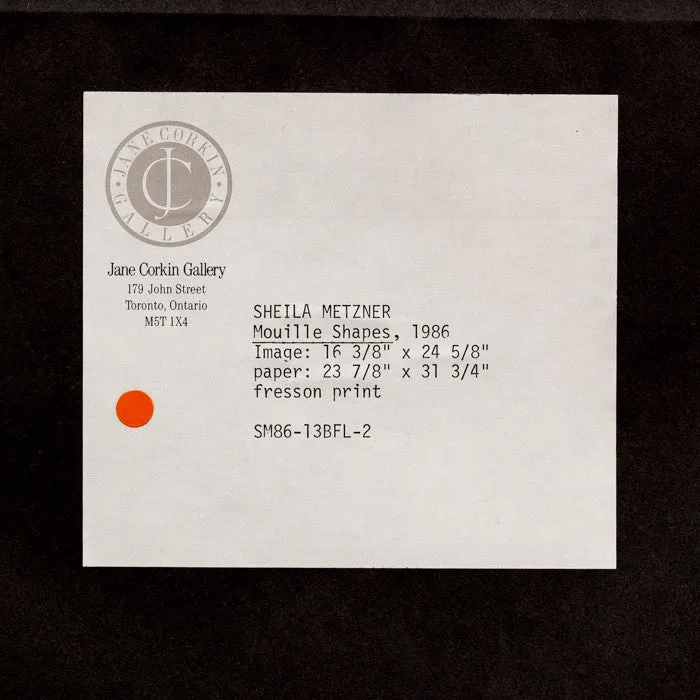 JANE CORKIN
GALLERY
JC
Jane Corkin Gallery
179 John Street
Toronto, Ontario
M5T 1X4
SHEILA METZNER
Mouille Shapes, 1986
Image: 16 3/8" x 24 5/8"
paper: 23 7/8" x 31 3/4"
fresson print
SM86-13BFL-2